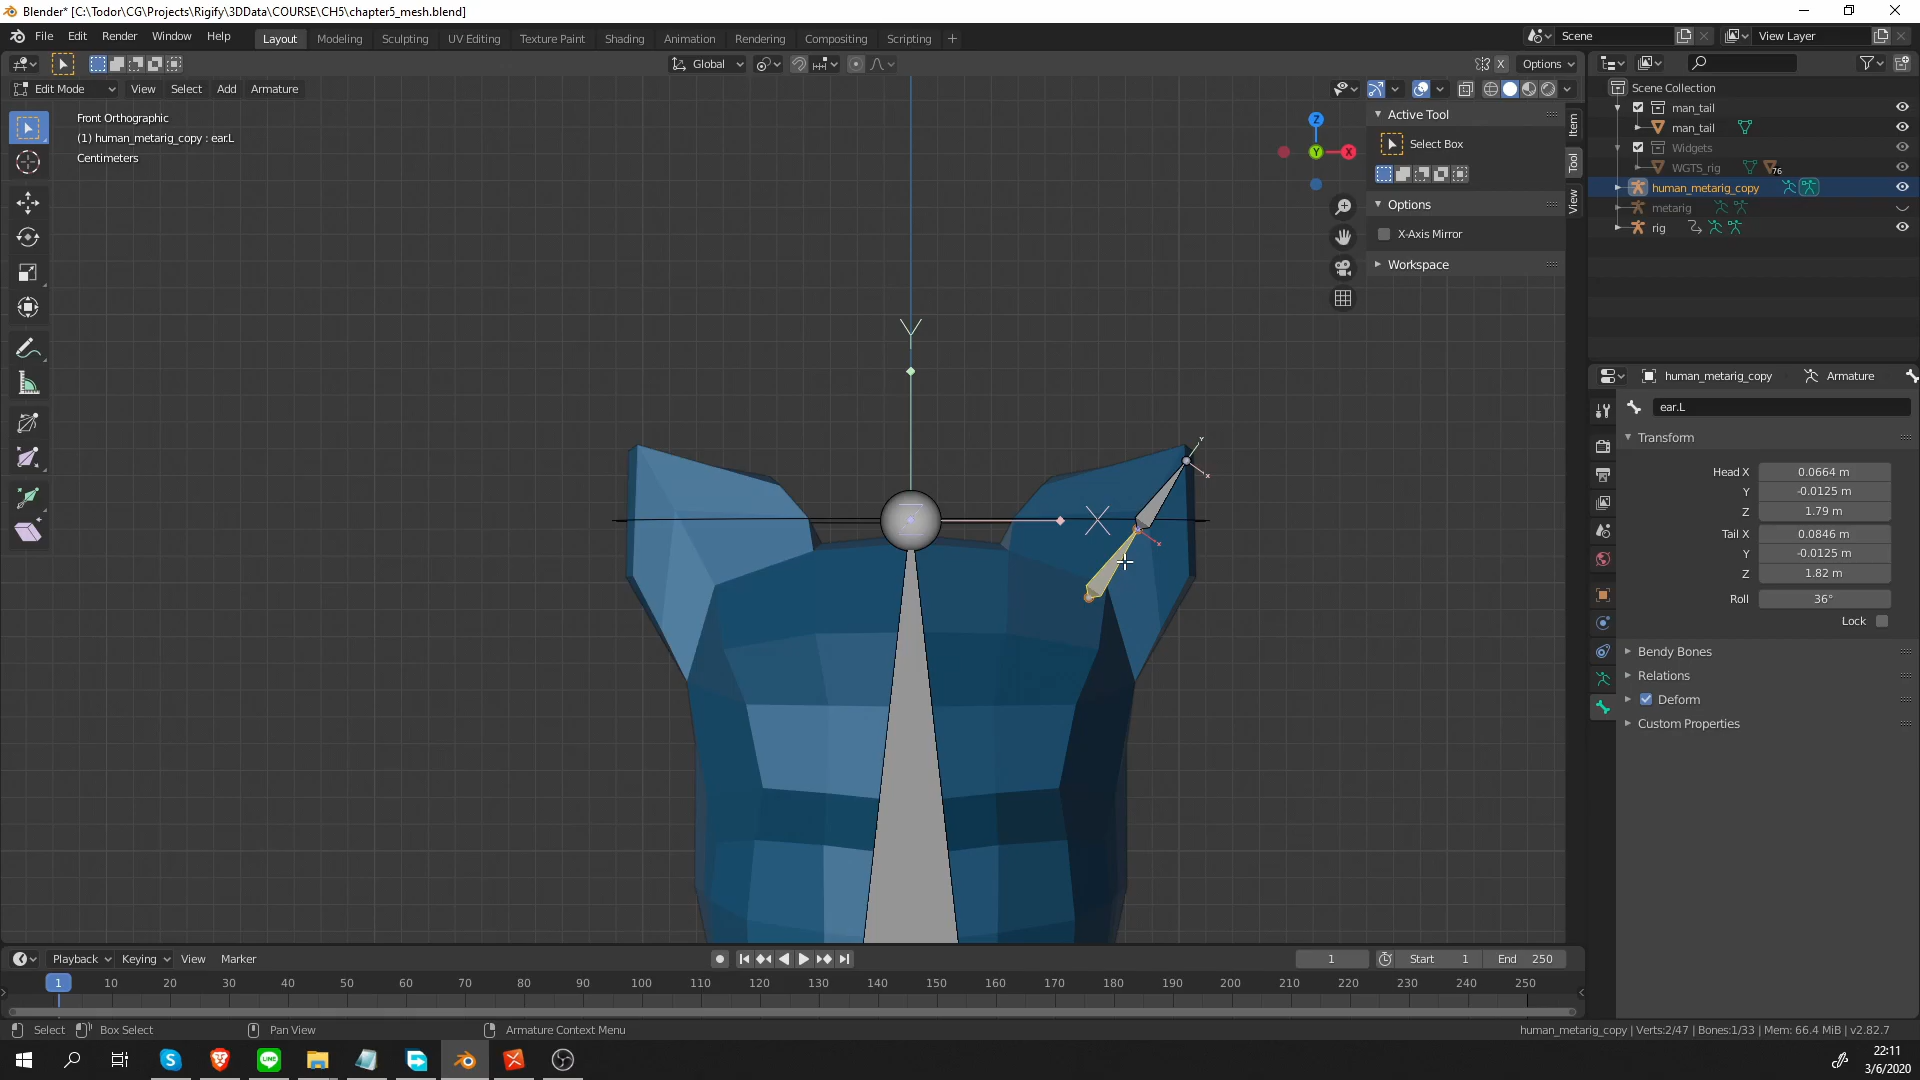 Blender* [C:\Todor\CG\Projects\Rigify\3DData\COURSE\CH5\chapter5_mesh.blend]
File Edit Render Window Help Layout Modeling Sculpting UV Editing Texture Paint Shading Animation Rendering Compositing Scripting + Scene View Layer
Global X Options
Edit Mode View Select Add Armature
Front Orthographic
(1) human_metarig_copy : ear.L
Centimeters
Z
Y
X
Active Tool
Select Box
Options
X-Axis Mirror
Workspace
Item
Tool
View
Scene Collection
man_tail
man_tail
Widgets
WGTS_rig 76
human_metarig_copy
metarig
rig
human_metarig_copy Armature
ear.L
Transform
Head X 0.0664 m
Y -0.0125 m
Z 1.79 m
Tail X 0.0846 m
Y -0.0125 m
Z 1.82 m
Roll 36°
Lock
Bendy Bones
Relations
Deform
Custom Properties
Playback Keying View Marker 1 Start 1 End 250
1 10 20 30 40 50 60 70 80 90 100 110 120 130 140 150 160 170 180 190 200 210 220 230 240 250
Select Box Select Pan View Armature Context Menu human_metarig_copy | Verts:2/47 | Bones:1/33 | Mem: 66.4 MiB | v2.82.7
22:11
3/6/2020